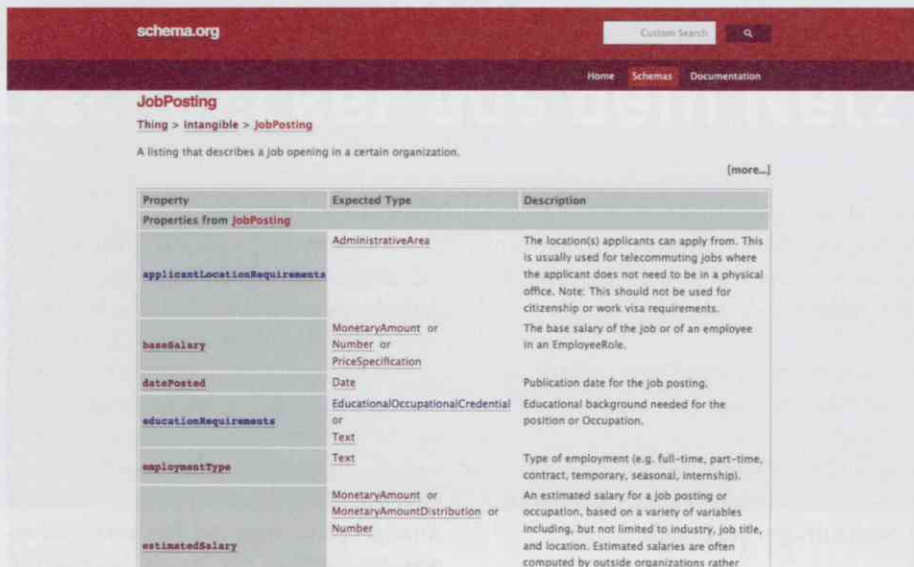 schema.org
Custom Search
Home Schemas Documentation
JobPosting
Thing > Intangible > JobPosting
A listing that describes a job opening in a certain organization.
[more...]
Property Expected Type Description
Properties from JobPosting
applicantLocationRequirements AdministrativeArea The location(s) applicants can apply from. This
is usually used for telecommuting jobs where
the applicant does not need to be in a physical
office. Note: This should not be used for
citizenship or work visa requirements.
baseSalary MonetaryAmount or The base salary of the job or of an employee
Number or in an EmployeeRole.
PriceSpecification
datePosted Date Publication date for the job posting.
educationRequirements EducationalOccupationalCredential Educational background needed for the
or position or Occupation.
Text
employmentType Text Type of employment (e.g. full-time, part-time,
contract, temporary, seasonal, internship).
estimatedSalary MonetaryAmount or An estimated salary for a job posting or
MonetaryAmountDistribution or occupation, based on a variety of variables
Number including, but not limited to industry, job title,
and location. Estimated salaries are often
computed by outside organizations rather